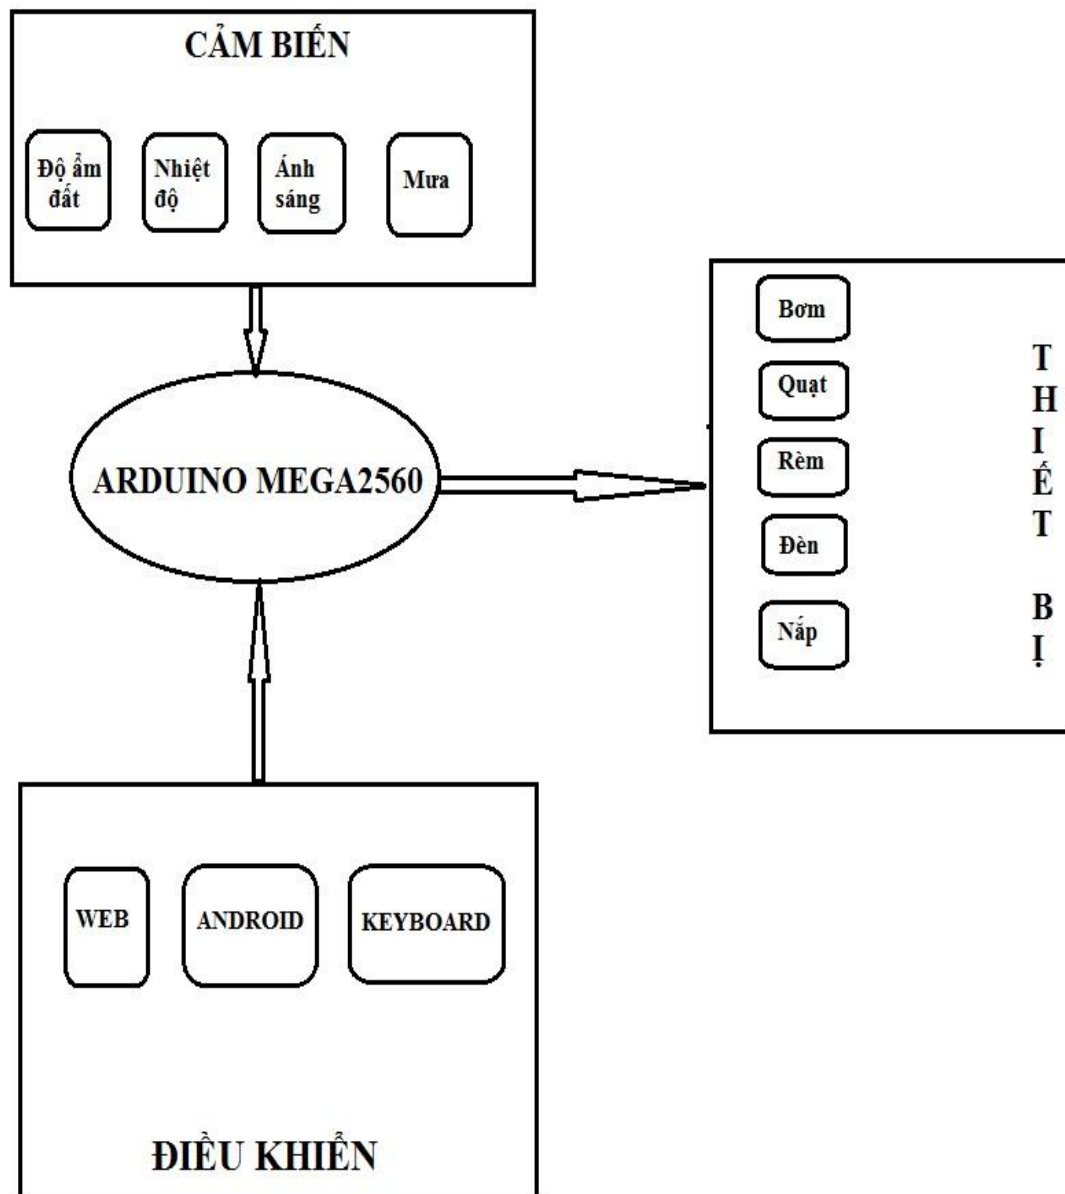 CẢM BIẾN
Độ ẩm
đất
Nhiệt
độ
Ánh
sáng
Mưa
ARDUINO MEGA2560
Bơm
Quạt
Rèm
Đèn
Nắp
T
H
I
Ế
T
B
Ị
WEB
ANDROID
KEYBOARD
ĐIỀU KHIỂN